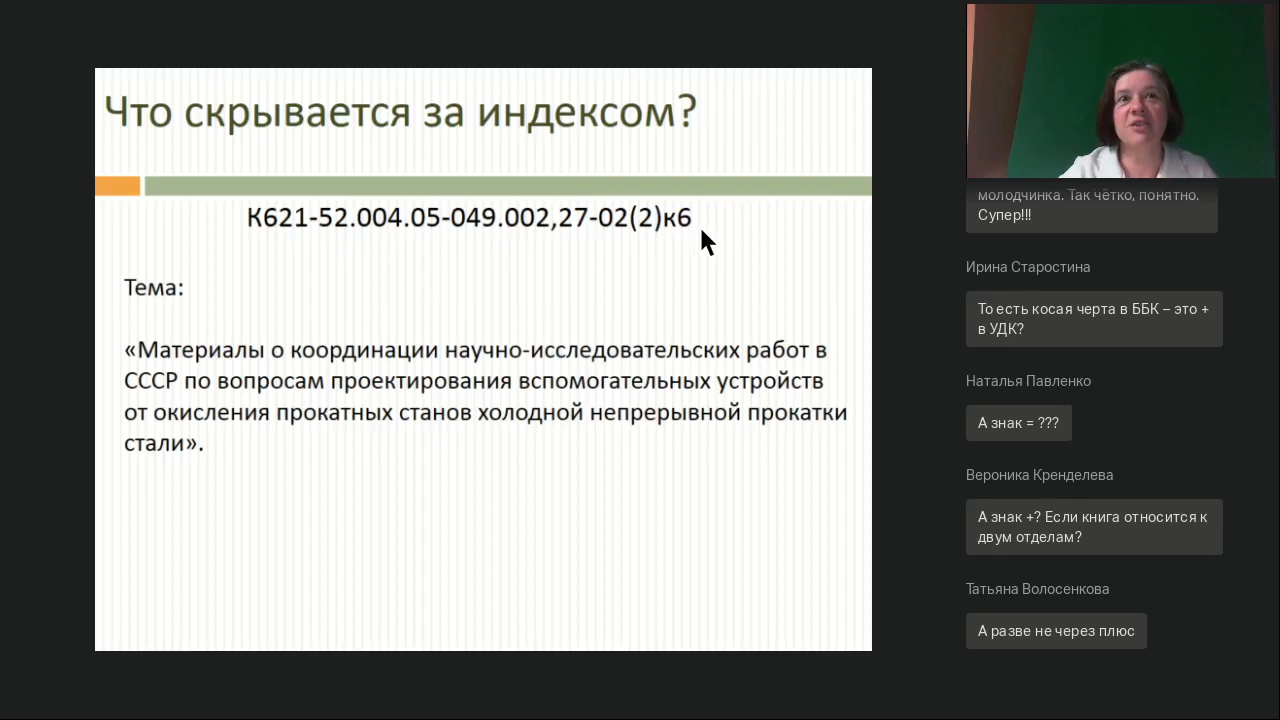 Что скрывается за индексом?
К621-52.004.05-049.002,27-02(2)к6
Тема:
«Материалы о координации научно-исследовательских работ в
СССР по вопросам проектирования вспомогательных устройств
от окисления прокатных станов холодной непрерывной прокатки
стали».
молодчинка. Так чётко, понятно.
Супер!!!
Ирина Старостина
То есть косая черта в ББК – это +
в УДК?
Наталья Павленко
А знак = ???
Вероника Кренделева
А знак +? Если книга относится к
двум отделам?
Татьяна Волосенкова
А разве не через плюс